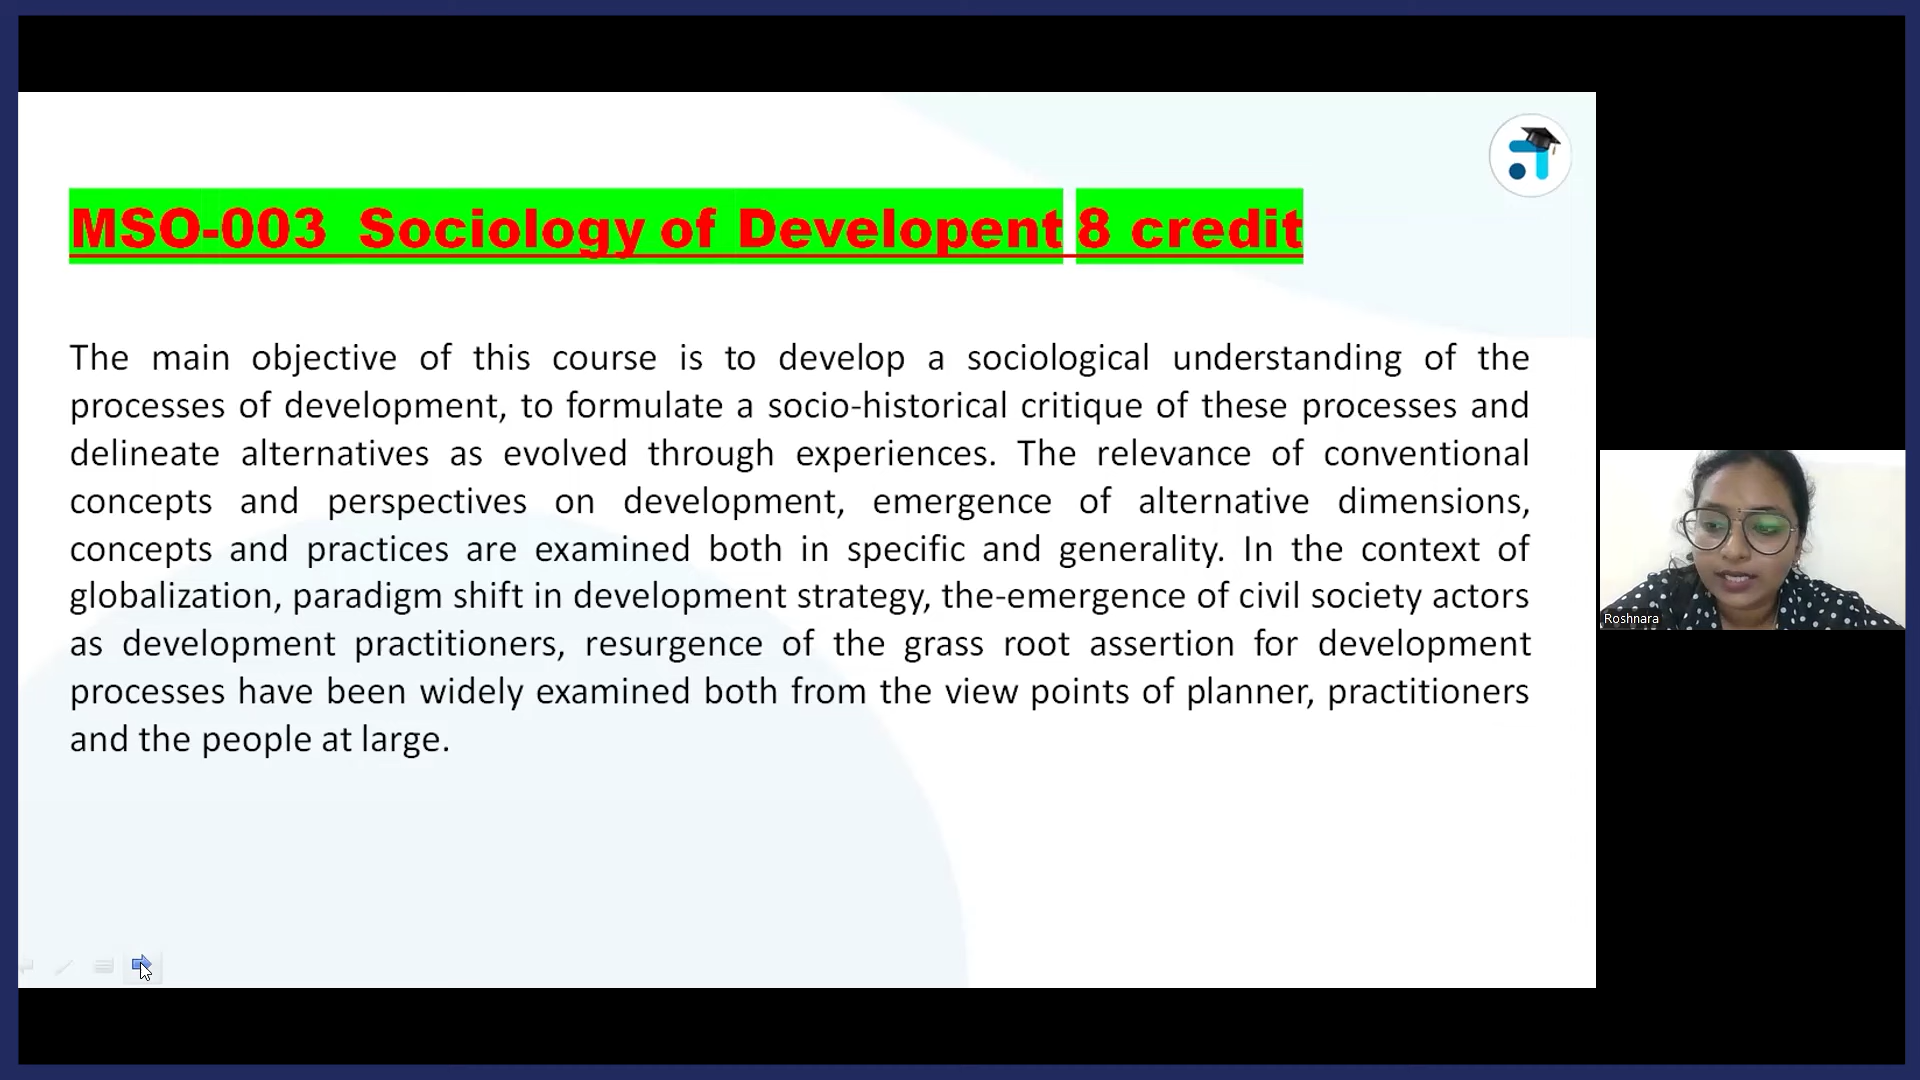 MSO-003 Sociology of Developent 8 credit
The main objective of this course is to develop a sociological understanding of the
processes of development, to formulate a socio-historical critique of these processes and
delineate alternatives as evolved through experiences. The relevance of conventional
concepts and perspectives on development, emergence of alternative dimensions,
concepts and practices are examined both in specific and generality. In the context of
globalization, paradigm shift in development strategy, the-emergence of civil society actors
as development practitioners, resurgence of the grass root assertion for development
processes have been widely examined both from the view points of planner, practitioners
and the people at large.
Roshnara